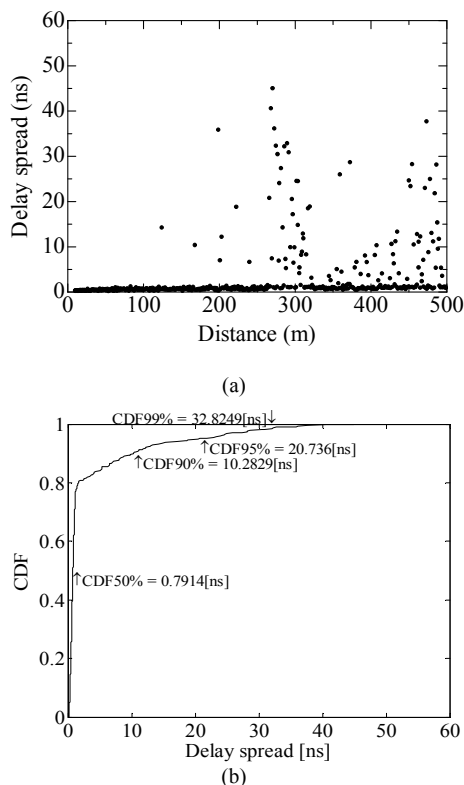 60
50
40
30
20
10
0
Delay spread (ns)
0 100 200 300 400 500
Distance (m)
(a)
CDF99% = 32.8249[ns]↓
1
↑CDF95% = 20.736[ns]
↑CDF90% = 10.2829[ns]
0.8
0.6
↑CDF50% = 0.7914[ns]
0.4
0.2
0
CDF
0 10 20 30 40 50 60
Delay spread [ns]
(b)